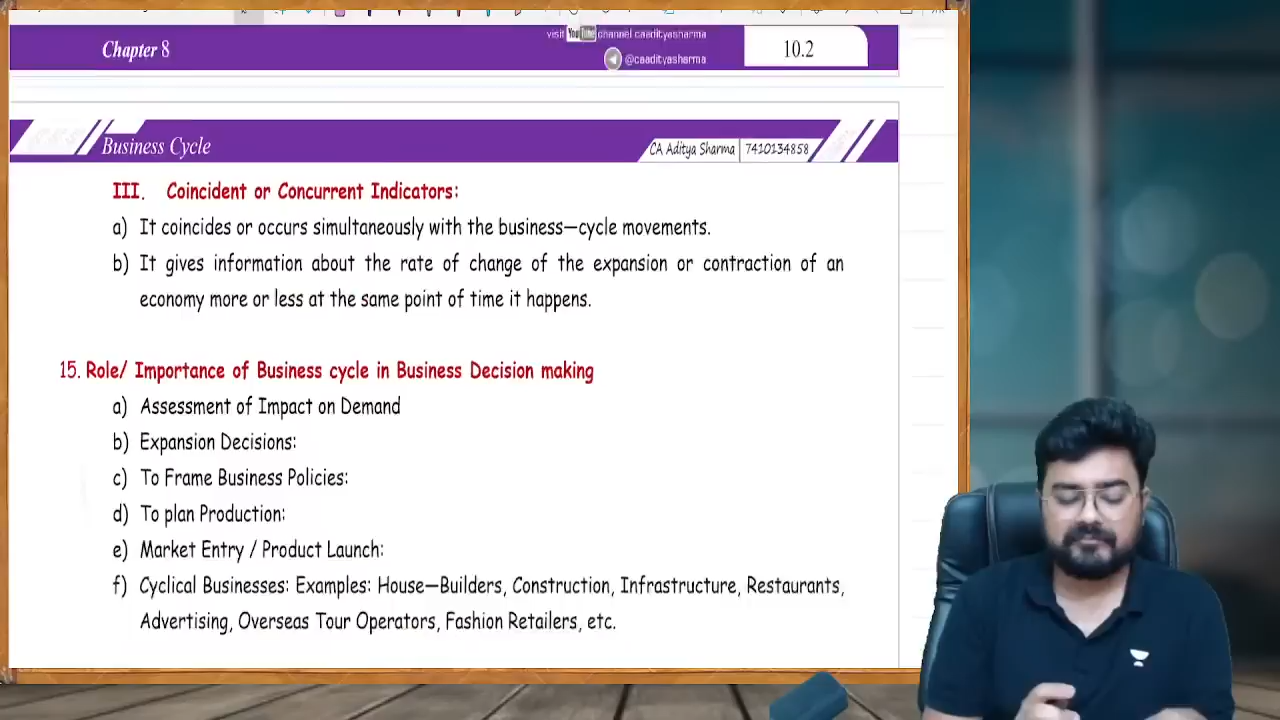 Chapter 8
visit YouTube channel caadityasharma
@caadityasharma
10.2
Business Cycle
CA Aditya Sharma
7410134858
III. Coincident or Concurrent Indicators:
a) It coincides or occurs simultaneously with the business—cycle movements.
b) It gives information about the rate of change of the expansion or contraction of an
economy more or less at the same point of time it happens.
15. Role/ Importance of Business cycle in Business Decision making
a) Assessment of Impact on Demand
b) Expansion Decisions:
c) To Frame Business Policies:
d) To plan Production:
e) Market Entry / Product Launch:
f) Cyclical Businesses: Examples: House—Builders, Construction, Infrastructure, Restaurants,
Advertising, Overseas Tour Operators, Fashion Retailers, etc.